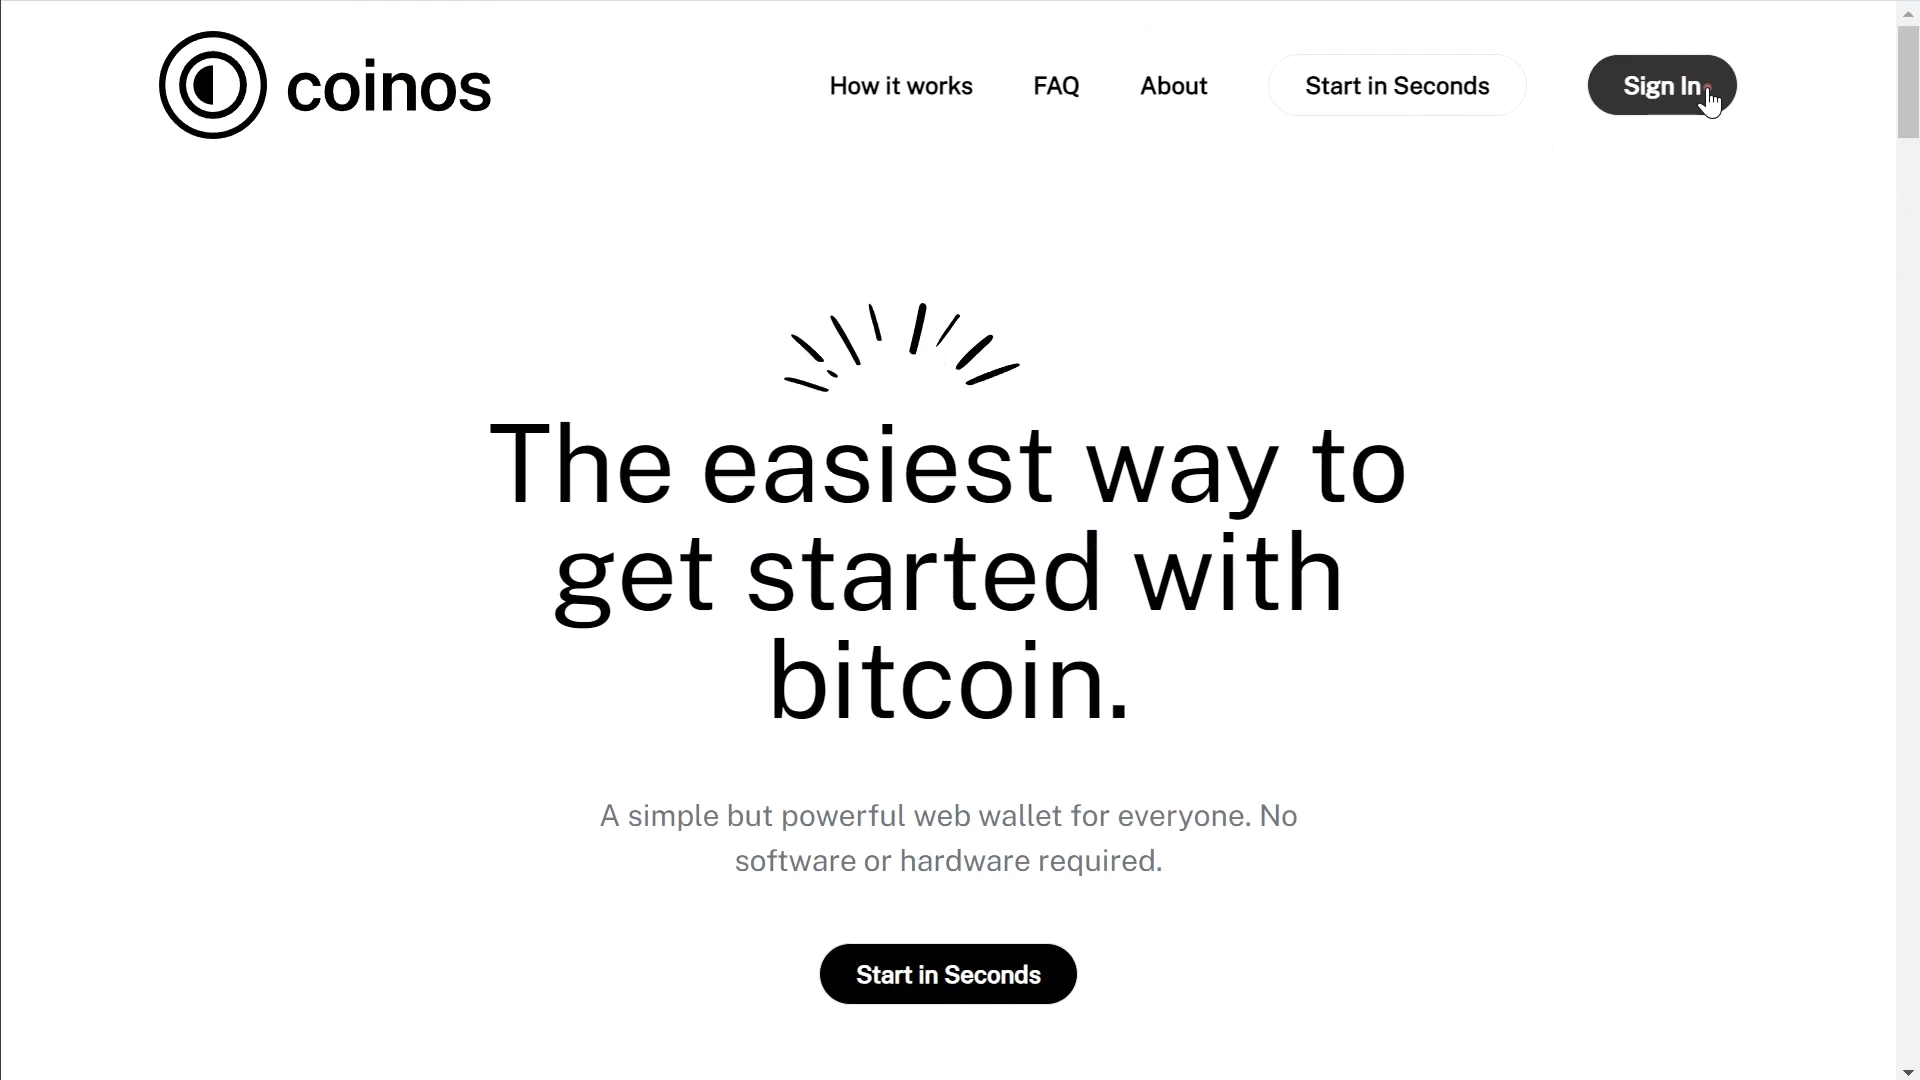 coinos
How it works
FAQ
About
Start in Seconds
Sign In
The easiest way to
get started with
bitcoin.
A simple but powerful web wallet for everyone. No
software or hardware required.
Start in Seconds